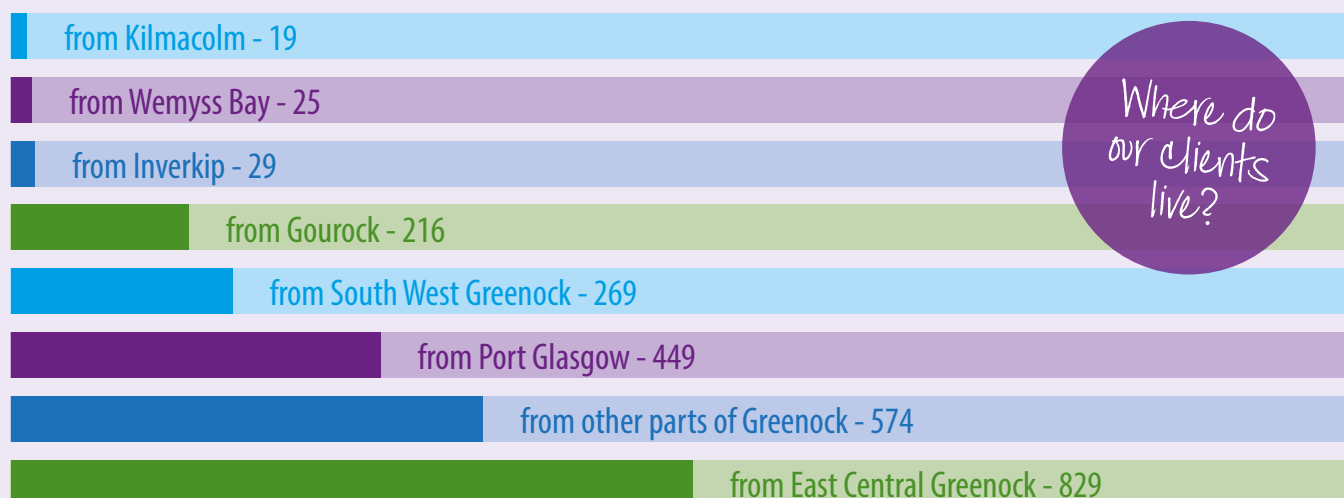 from Kilmacolm - 19
from Wemyss Bay - 25
from Inverkip - 29
from Gourock - 216
from South West Greenock - 269
from Port Glasgow - 449
from other parts of Greenock - 574
from East Central Greenock - 829
Where do
our clients
live?